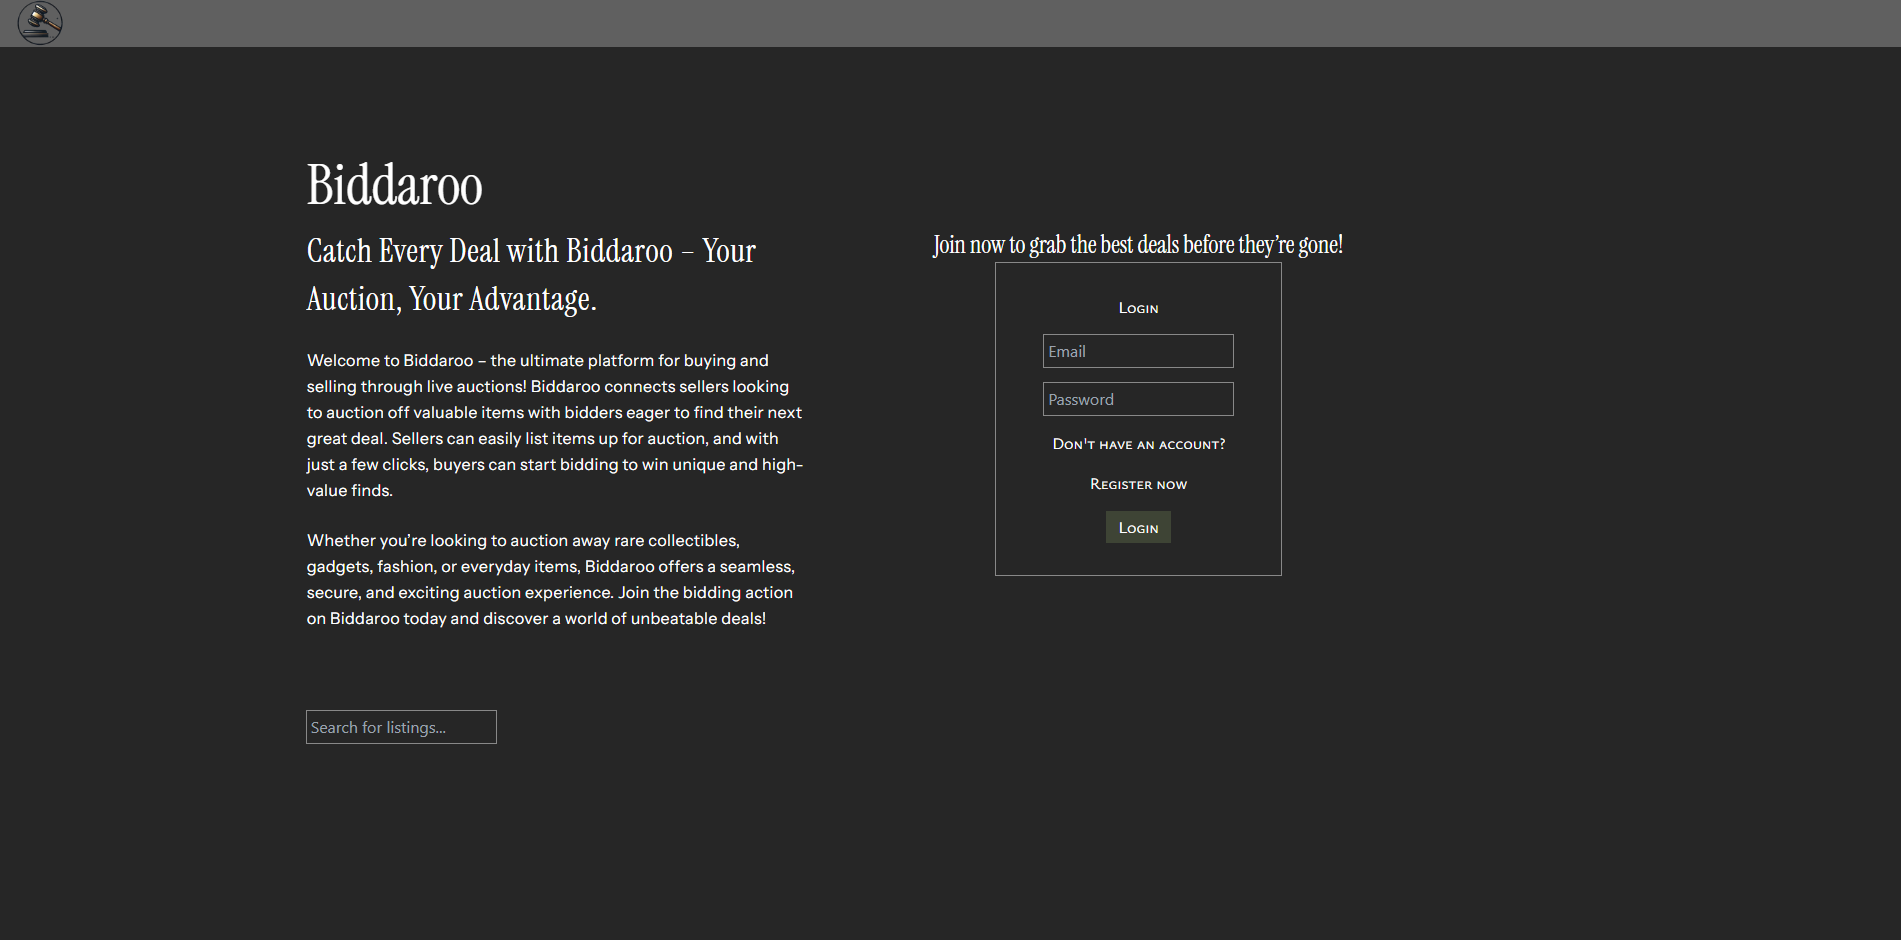 Biddaroo
Catch Every Deal with Biddaroo – Your
Auction, Your Advantage.
Welcome to Biddaroo – the ultimate platform for buying and
selling through live auctions! Biddaroo connects sellers looking
to auction off valuable items with bidders eager to find their next
great deal. Sellers can easily list items up for auction, and with
just a few clicks, buyers can start bidding to win unique and high-
value finds.
Whether you’re looking to auction away rare collectibles,
gadgets, fashion, or everyday items, Biddaroo offers a seamless,
secure, and exciting auction experience. Join the bidding action
on Biddaroo today and discover a world of unbeatable deals!
Search for listings...
Join now to grab the best deals before they’re gone!
Login
Email
Password
Don't have an account?
Register now
Login